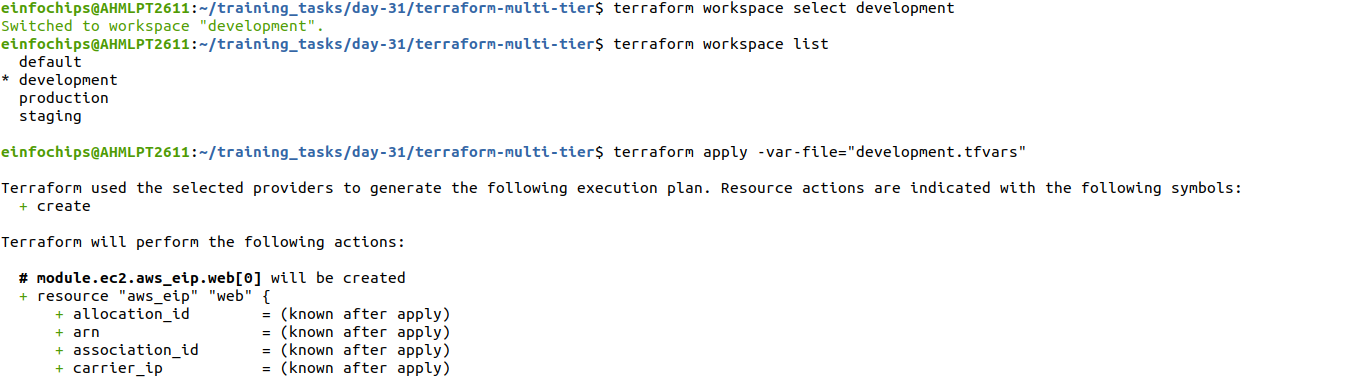 einfochips@AHMLPT2611:~/training_tasks/day-31/terraform-multi-tier$ terraform workspace select development
Switched to workspace "development".
einfochips@AHMLPT2611:~/training_tasks/day-31/terraform-multi-tier$ terraform workspace list
  default
* development
  production
  staging

einfochips@AHMLPT2611:~/training_tasks/day-31/terraform-multi-tier$ terraform apply -var-file="development.tfvars"

Terraform used the selected providers to generate the following execution plan. Resource actions are indicated with the following symbols:
  + create

Terraform will perform the following actions:

  # module.ec2.aws_eip.web[0] will be created
  + resource "aws_eip" "web" {
      + allocation_id        = (known after apply)
      + arn                  = (known after apply)
      + association_id       = (known after apply)
      + carrier_ip           = (known after apply)